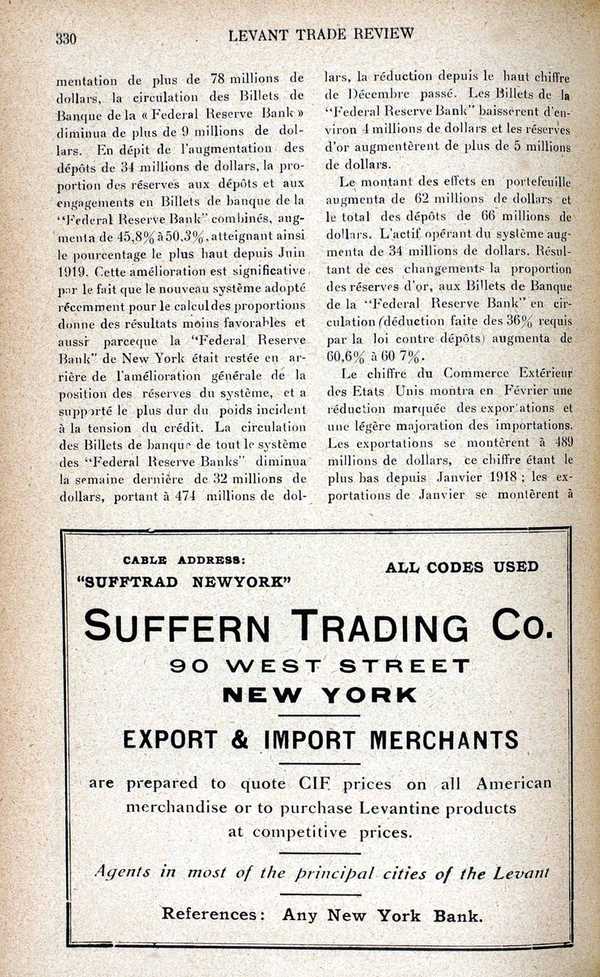 330
LEVANT TRADE REVIEW
mentation de plus de 78 millions de
dollars, la circulation des Billets de
Banque de la « Federal Reserve Bank »
diminua de plus de 9 millions de dol-
lars. En dépit de l'augmentation des
dépôts de 34 millions de dollars, la pro-
portion des réserves aux dépôts et aux
engagements en Billets de banque de la
"Federal Reserve Bank" combinés, aug-
menta de 45,8% à 50.3%, atteignant ainsi
le pourcentage le plus haut depuis Juin
1919. Cette amélioration est significative
par le fait que le nouveau système adopté
récemment pour le calcul des proportions
donne des résultats moins favorables et
aussi parceque la "Federal Reserve
Bank" de New York était restée en ar-
rière de l'amélioration générale de la
position des réserves du système, et a
supporté le plus dur du poids incident
à la tension du crédit. La circulation
des Billets de banque de tout le système
des "Federal Reserve Banks" diminua
la semaine dernière de 32 millions de
dollars, portant à 474 millions de dol-
lars, la réduction depuis le haut chiffre
de Décembre passé. Les Billets de la
"Federal Reserve Bank" baissèrent d'en-
viron 4 millions de dollars et les réserves
d'or augmentèrent de plus de 5 millions
de dollars.
Le montant des effets en portefeuille
augmenta de 62 millions de dollars et
le total des dépôts de 66 millions de
dollars. L'actif opérant du système aug-
menta de 34 millions de dollars. Résul-
tant de ces changements la proportion
des réserves d'or, aux Billets de Banque
de la "Federal Reserve Bank" en cir-
culation (déduction faite des 36% requis
par la loi contre dépôts) augmenta de
60,6% à 60 7%.
Le chiffre du Commerce Extérieur
des Etats Unis montra en Février une
réduction marquée des exportations et
une légère majoration des importations.
Les exportations se montèrent à 489
millions de dollars, ce chiffre étant le
plus bas depuis Janvier 1918 ; les ex-
portations de Janvier se montèrent à
CABLE ADDRESS:
"SUFFTRAD NEWYORK"
ALL CODES USED
SUFFERN TRADING CO.
90 WEST STREET
NEW YORK
EXPORT & IMPORT MERCHANTS
are prepared to quote CIF prices on all American
merchandise or to purchase Levantine products
at competitive prices.
Agents in most of the principal cities of the Levant
References: Any New York Bank.